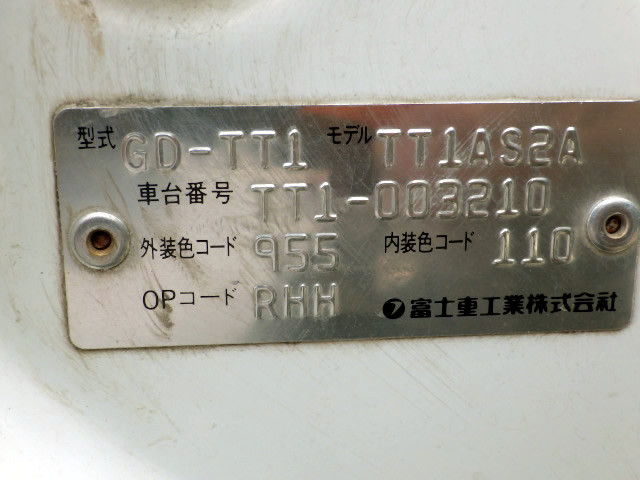 型式 GD-TT1 モデル TT1AS2A
車台番号 TT1-003210
外装色コード 955 内装色コード 110
OPコード RHH 富士重工業株式会社